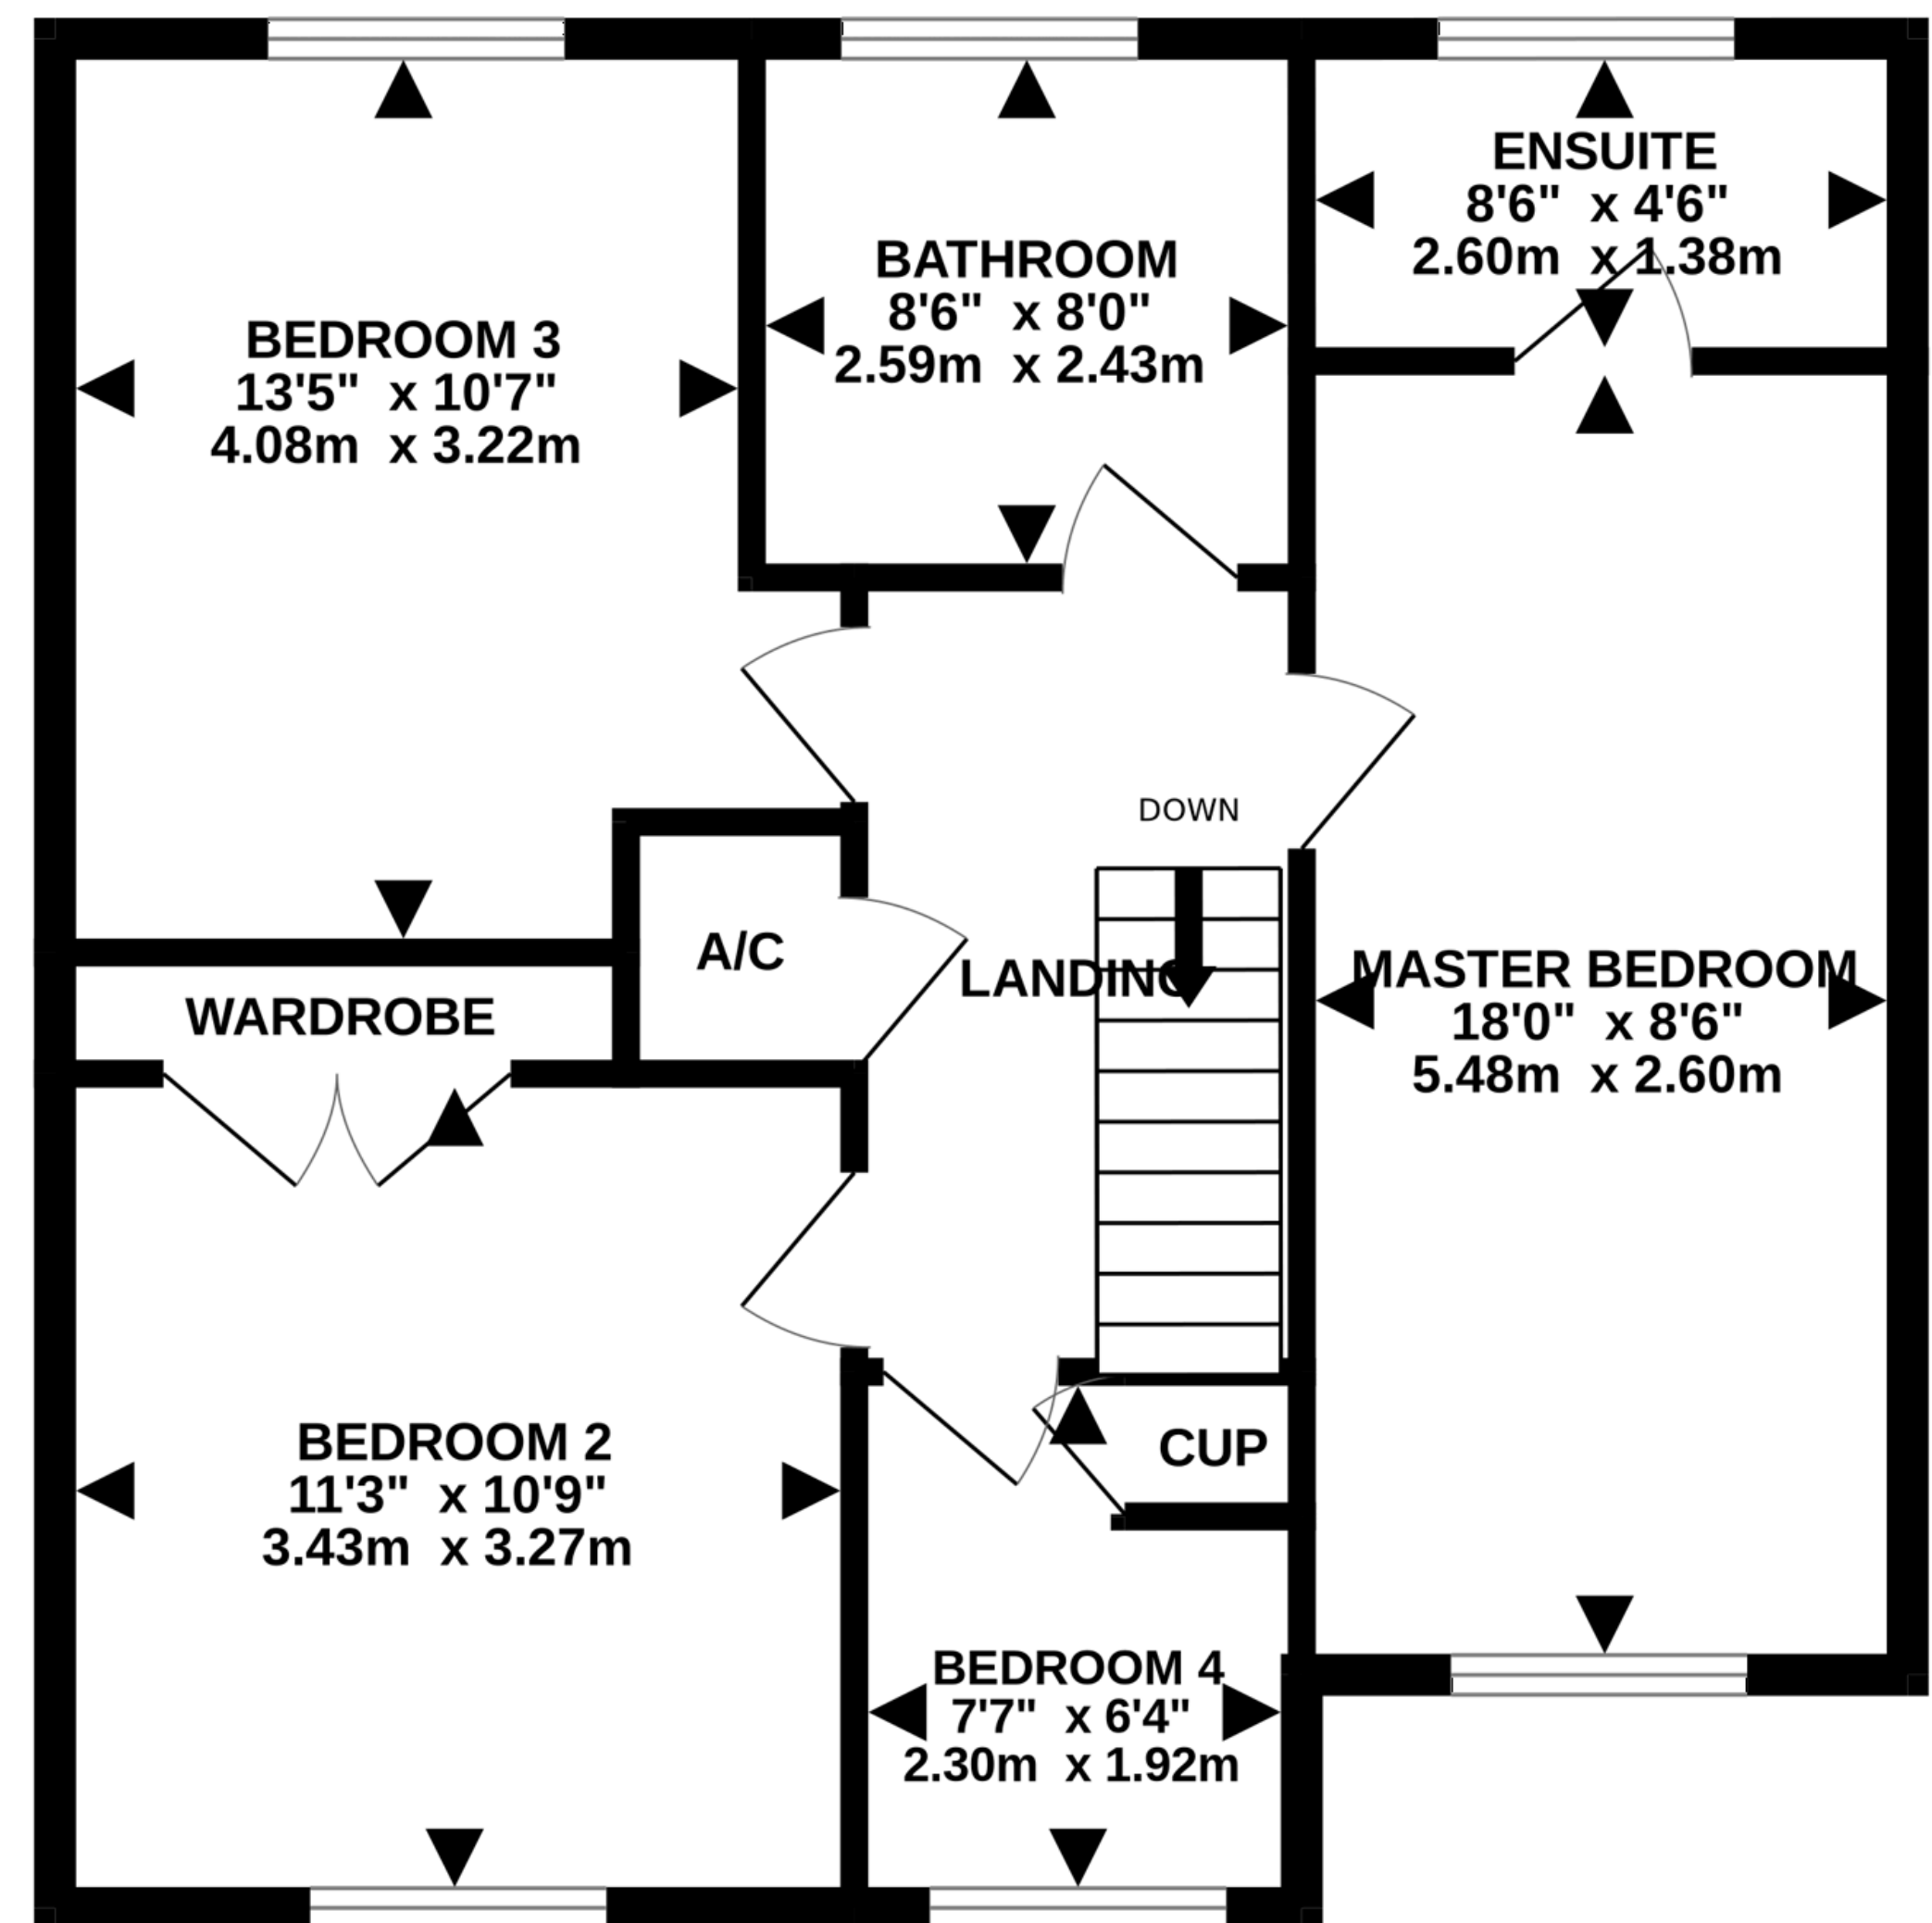 ENSUITE
8'6" x 4'6"
2.60m x 1.38m
BATHROOM
8'6" x 8'0"
2.59m x 2.43m
BEDROOM 3
13'5" x 10'7"
4.08m x 3.22m
DOWN
A/C
LANDING
MASTER BEDROOM
18'0" x 8'6"
5.48m x 2.60m
WARDROBE
BEDROOM 2
11'3" x 10'9"
3.43m x 3.27m
CUP
BEDROOM 4
7'7" x 6'4"
2.30m x 1.92m